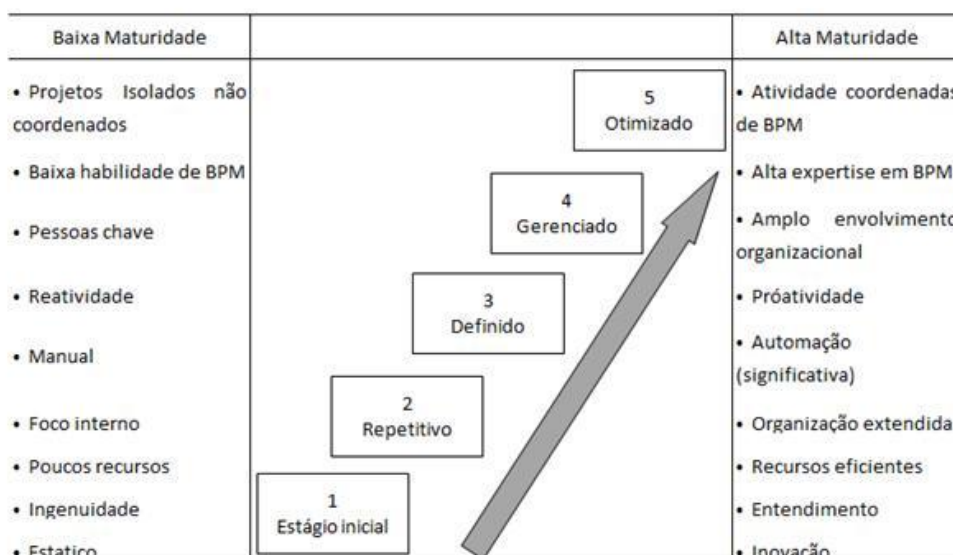 Baixa Maturidade
Alta Maturidade
• Projetos Isolados não
coordenados
• Baixa habilidade de BPM
• Pessoas chave
• Reatividade
• Manual
• Foco interno
• Poucos recursos
• Ingenuidade
• Estatico
5
Otimizado
4
Gerenciado
3
Definido
2
Repetitivo
1
Estágio inicial
• Atividade coordenadas
de BPM
• Alta expertise em BPM
• Amplo envolvimento
organizacional
• Próatividade
• Automação
(significativa)
• Organização extendida
• Recursos eficientes
• Entendimento
• Inovação